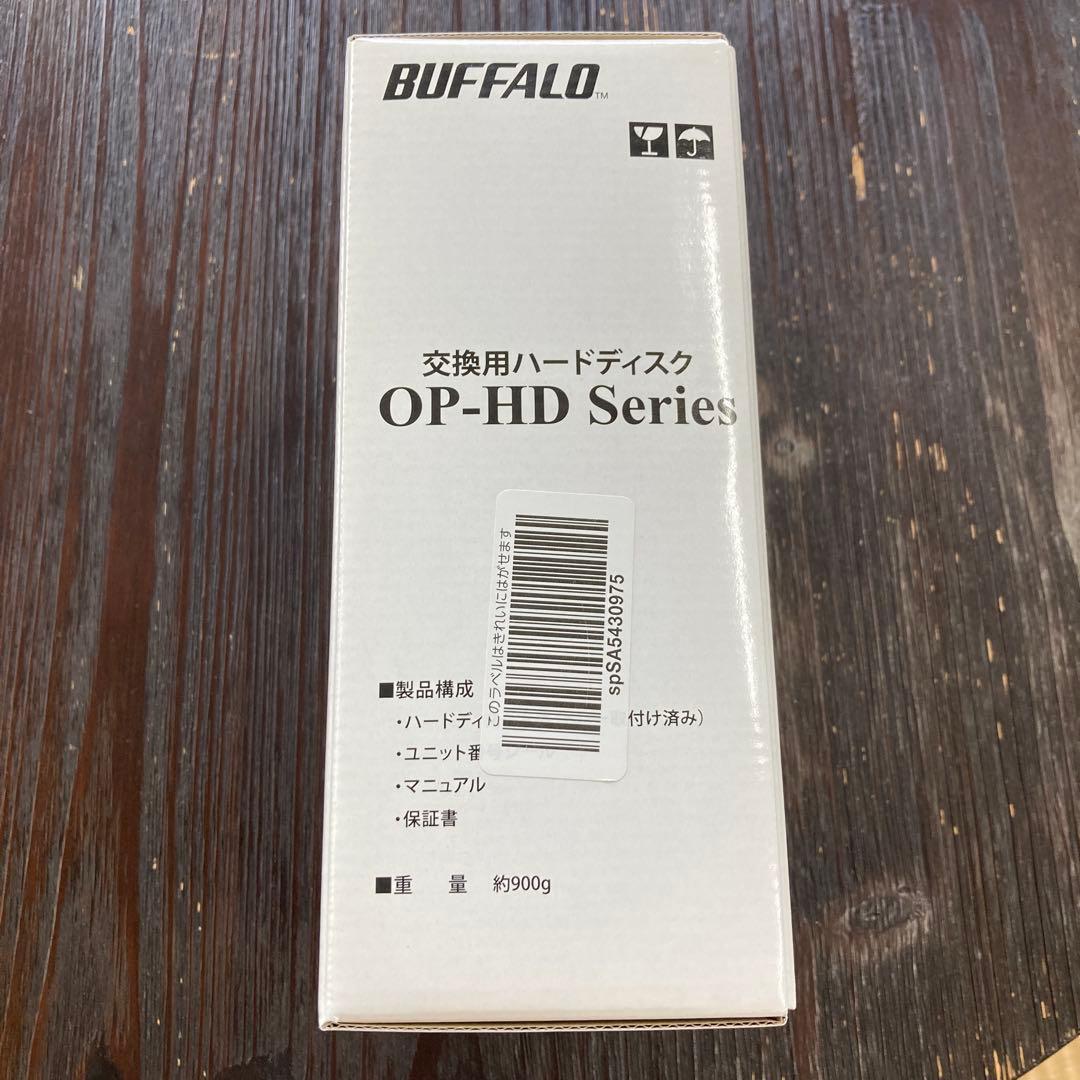 BUFFALO™
交換用ハードディスク
OP-HD Series
このラベルはきれいにはがせます
spSA5430975
■製品構成
・ハードディ 付け済み）
・ユニット番
・マニュアル
・保証書
■重 量 約900g